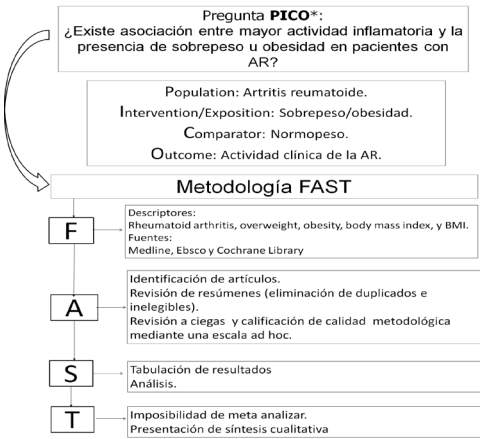 Pregunta PICO*:
¿Existe asociación entre mayor actividad inflamatoria y la
presencia de sobrepeso u obesidad en pacientes con
AR?
Population: Artritis reumatoide.
Intervention/Exposition: Sobrepeso/obesidad.
Comparator: Normopeso.
Outcome: Actividad clínica de la AR.
Metodología FAST
F
Descriptores:
Rheumatoid arthritis, overweight, obesity, body mass index, y BMI.
Fuentes:
Medline, Ebsco y Cochrane Library
A
Identificación de artículos.
Revisión de resúmenes (eliminación de duplicados e
inelegibles).
Revisión a ciegas y calificación de calidad metodológica
mediante una escala ad hoc.
S
Tabulación de resultados
Análisis.
T
Imposibilidad de meta analizar.
Presentación de síntesis cualitativa